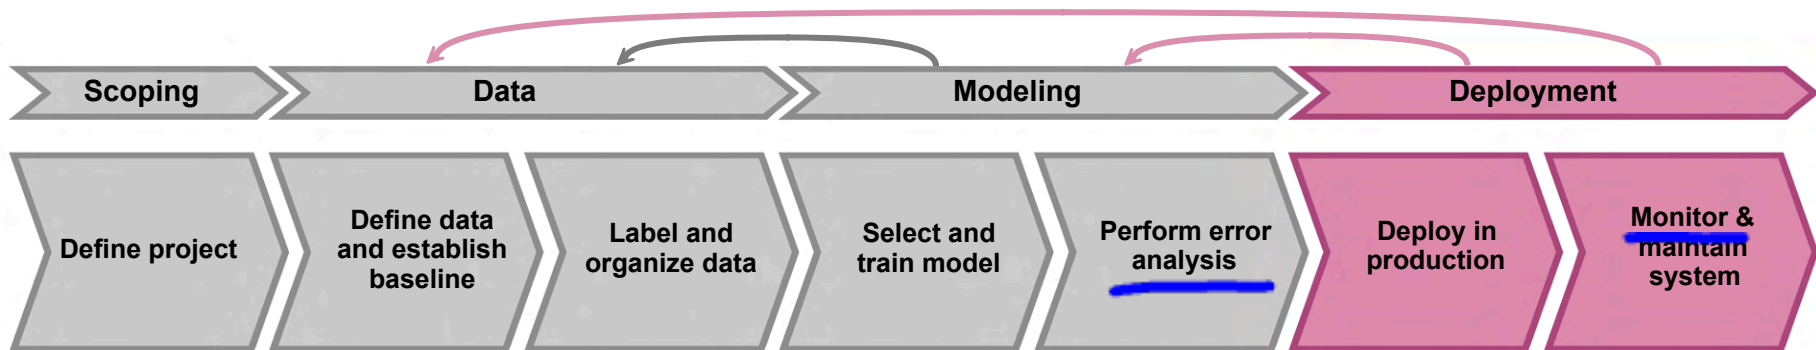 Scoping
Data
Modeling
Deployment
Define project
Define data
and establish
baseline
Label and
organize data
Select and
train model
Perform error
analysis
Deploy in
production
Monitor &
maintain
system